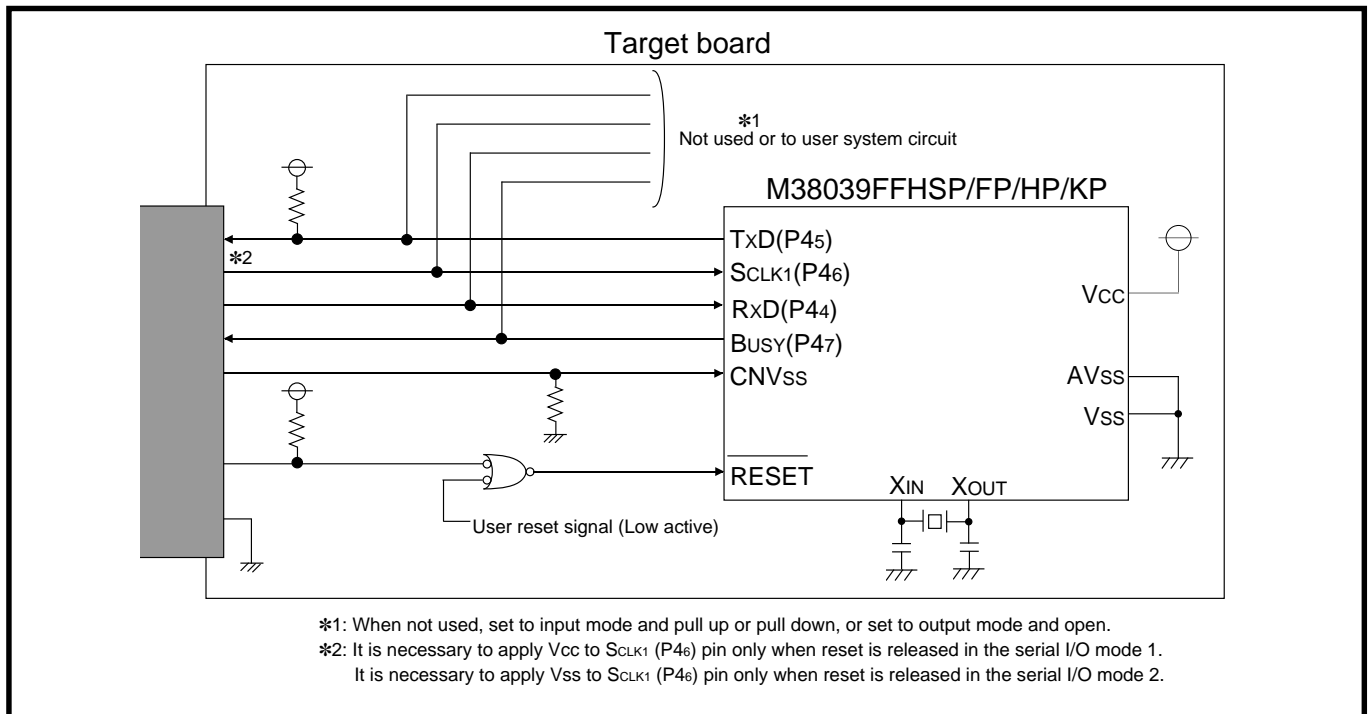 Target board
✽1
Not used or to user system circuit
M38039FFHSP/FP/HP/KP
✽2
TxD(P45)
SCLK1(P46)
RxD(P44)
BUSY(P47)
CNVSS
RESET
VCC
AVSS
VSS
XIN XOUT
User reset signal (Low active)
✽1: When not used, set to input mode and pull up or pull down, or set to output mode and open.
✽2: It is necessary to apply Vcc to SCLK1 (P46) pin only when reset is released in the serial I/O mode 1.
It is necessary to apply Vss to SCLK1 (P46) pin only when reset is released in the serial I/O mode 2.